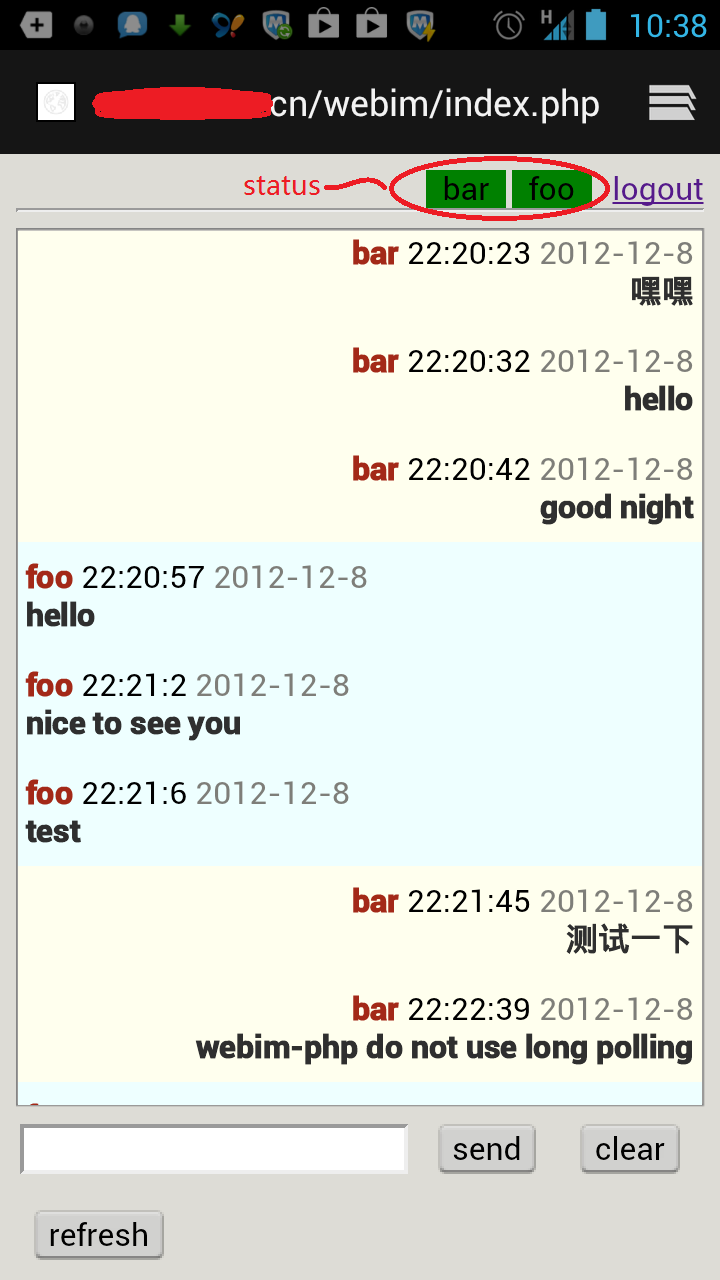 H 10:38
cn/webim/index.php
status bar foo logout
bar 22:20:23 2012-12-8
嘿嘿
bar 22:20:32 2012-12-8
hello
bar 22:20:42 2012-12-8
good night
foo 22:20:57 2012-12-8
hello
foo 22:21:2 2012-12-8
nice to see you
foo 22:21:6 2012-12-8
test
bar 22:21:45 2012-12-8
测试一下
bar 22:22:39 2012-12-8
webim-php do not use long polling
send clear
refresh